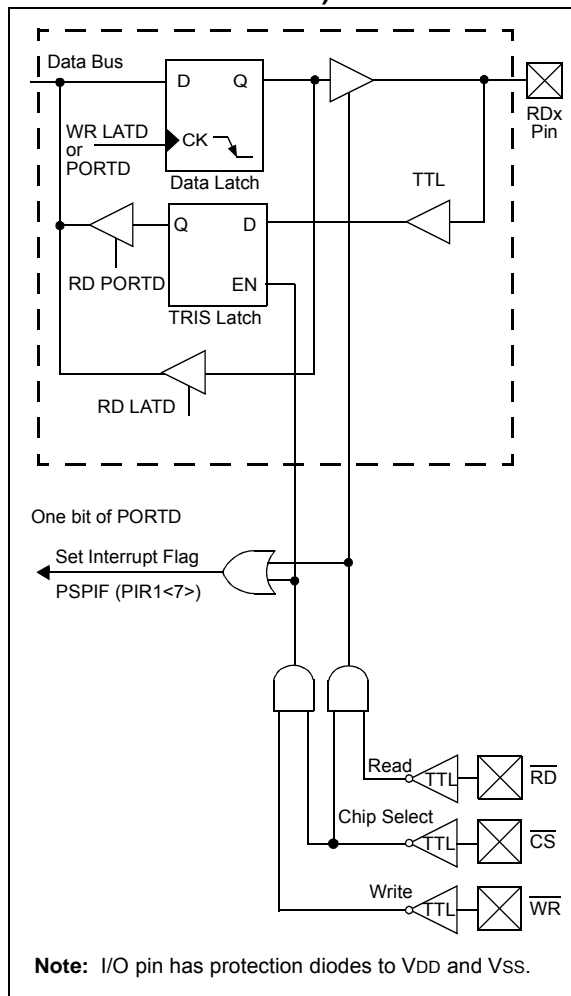 Data Bus
D Q
WR LATD
or
PORTD
CK
Data Latch
RDx
Pin
TTL
Q D
RD PORTD
EN
TRIS Latch
RD LATD
One bit of PORTD
Set Interrupt Flag
PSPIF (PIR1<7>)
Read
TTL
RD
Chip Select
TTL
CS
Write
TTL
WR
Note: I/O pin has protection diodes to VDD and VSS.